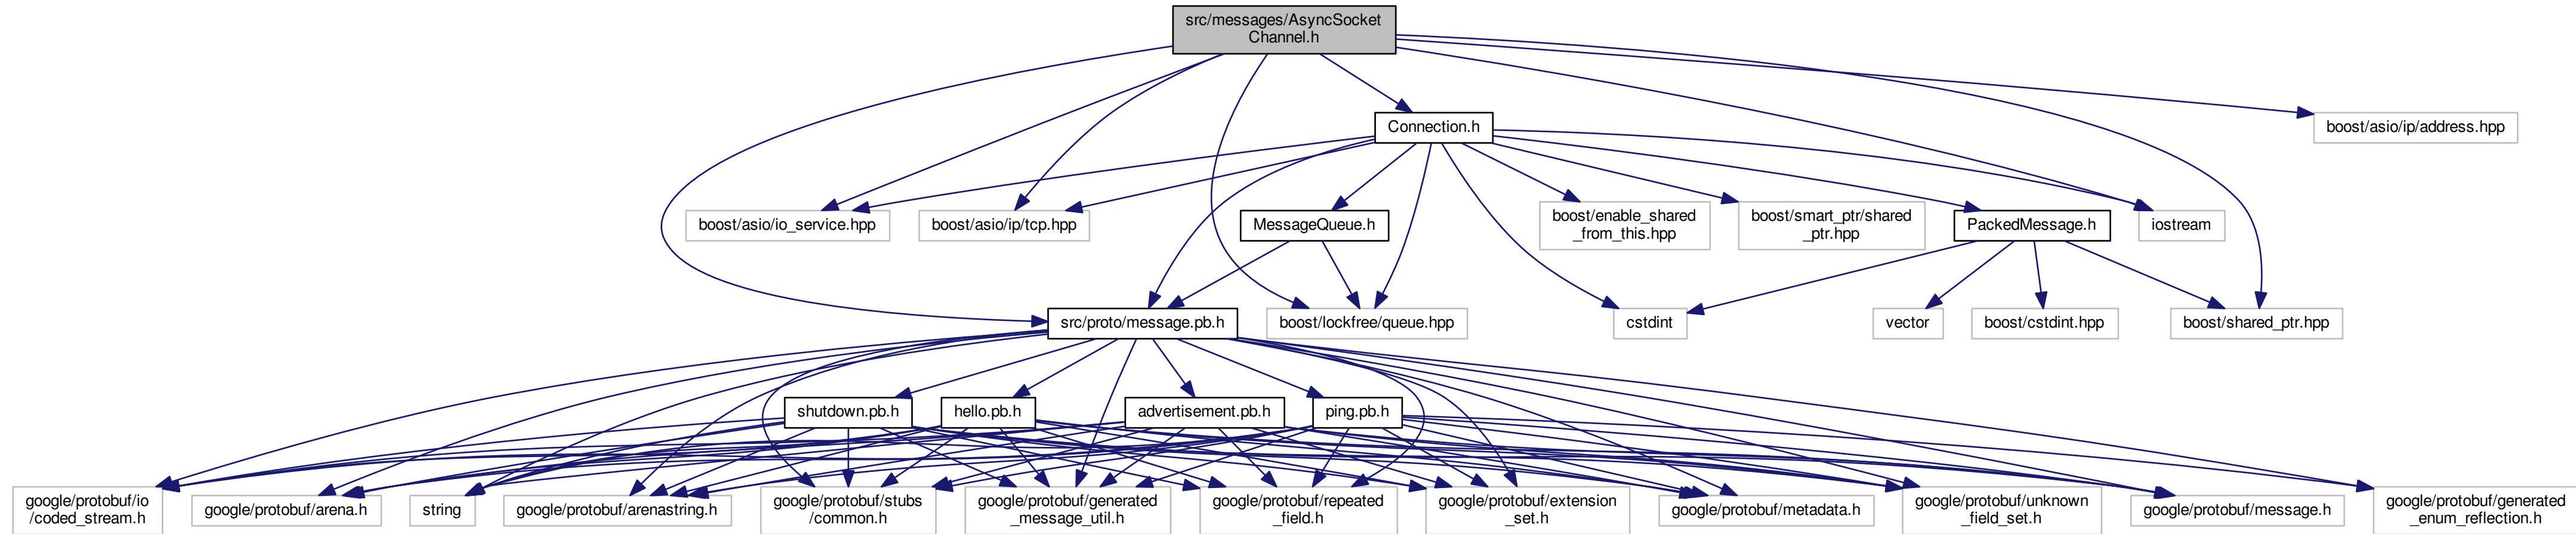 src/messages/AsyncSocket
Channel.h
Connection.h
boost/asio/ip/address.hpp
boost/asio/io_service.hpp
boost/asio/ip/tcp.hpp
MessageQueue.h
boost/enable_shared
_from_this.hpp
boost/smart_ptr/shared
_ptr.hpp
PackedMessage.h
iostream
src/proto/message.pb.h
boost/lockfree/queue.hpp
cstdint
vector
boost/cstdint.hpp
boost/shared_ptr.hpp
shutdown.pb.h
hello.pb.h
advertisement.pb.h
ping.pb.h
google/protobuf/io
/coded_stream.h
google/protobuf/arena.h
string
google/protobuf/arenastring.h
google/protobuf/stubs
/common.h
google/protobuf/generated
_message_util.h
google/protobuf/repeated
_field.h
google/protobuf/extension
_set.h
google/protobuf/metadata.h
google/protobuf/unknown
_field_set.h
google/protobuf/message.h
google/protobuf/generated
_enum_reflection.h